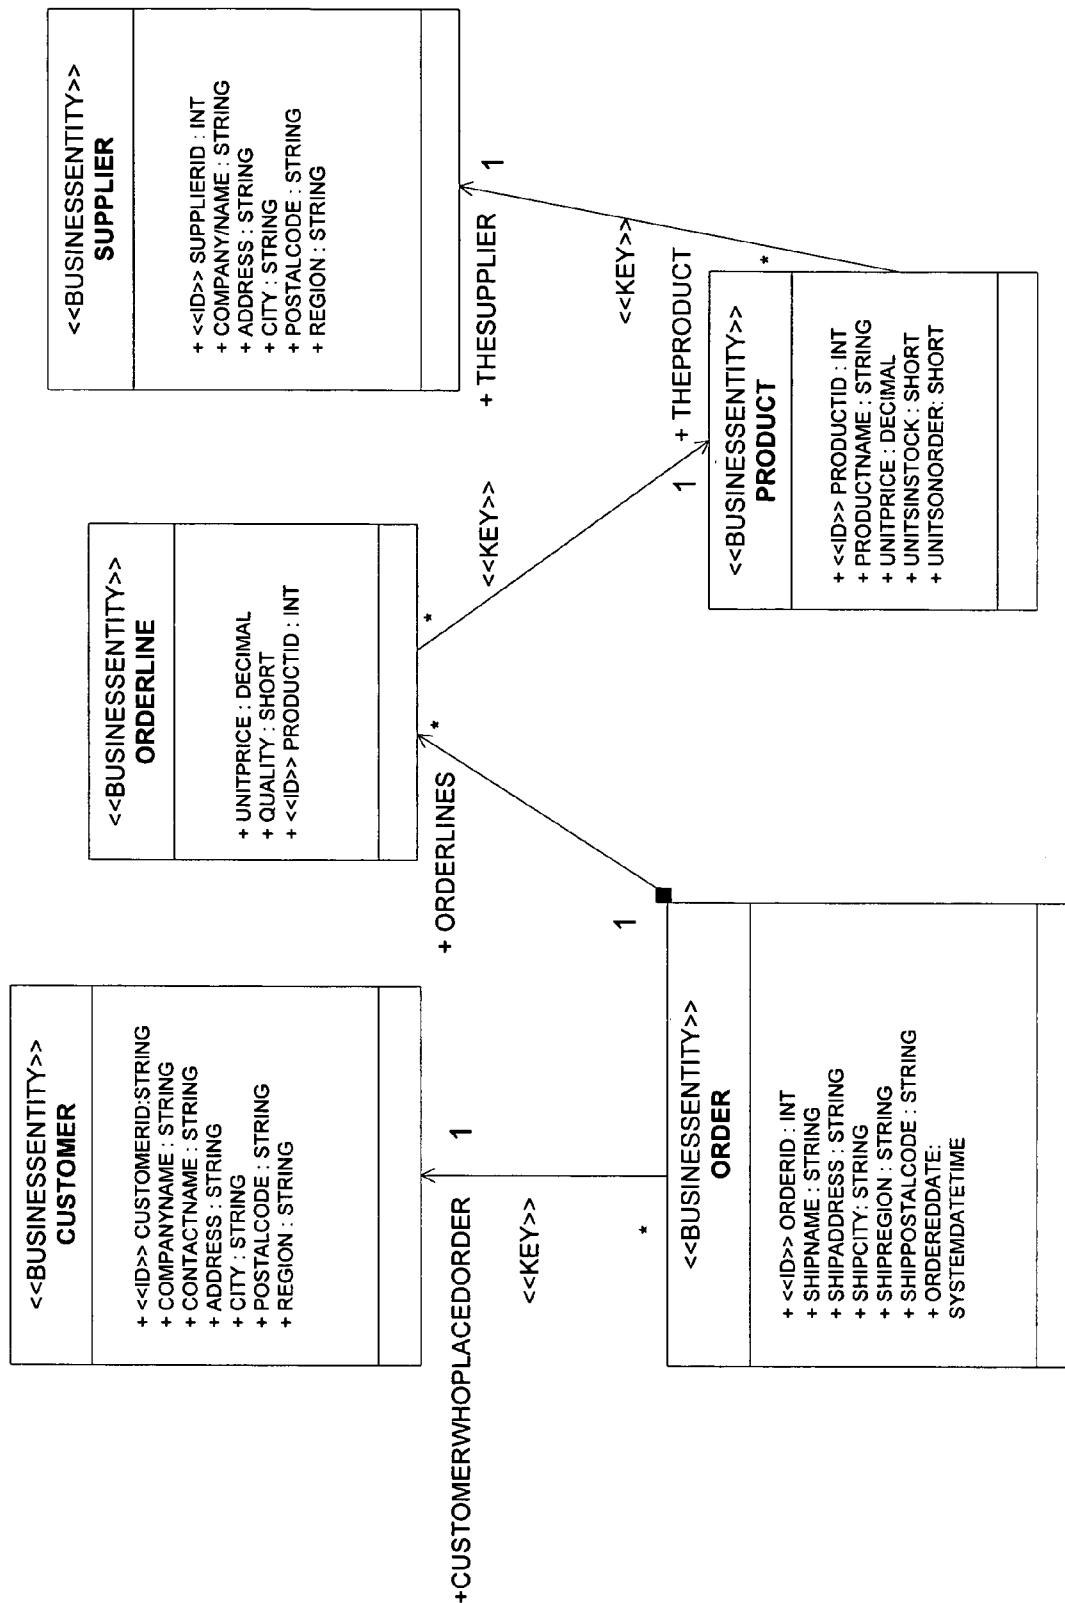 <<BUSINESSENTITY>>
CUSTOMER
+ <<ID>> CUSTOMERID:STRING
+ COMPANYNAME : STRING
+ CONTACTNAME : STRING
+ ADDRESS : STRING
+ CITY : STRING
+ POSTALCODE : STRING
+ REGION : STRING
<<BUSINESSENTITY>>
ORDERLINE
+ UNITPRICE : DECIMAL
+ QUALITY : SHORT
+ <<ID>> PRODUCTID : INT
<<BUSINESSENTITY>>
SUPPLIER
+ <<ID>> SUPPLIERID : INT
+ COMPANY/NAME : STRING
+ ADDRESS : STRING
+ CITY : STRING
+ POSTALCODE : STRING
+ REGION : STRING
+CUSTOMERWHOPLACEDORDER
1
<<KEY>>
*
+ ORDERLINES
*
1
*
<<KEY>>
1
+ THEPRODUCT
+ THESUPPLIER
1
<<KEY>>
*
<<BUSINESSENTITY>>
ORDER
+ <<ID>> ORDERID : INT
+ SHIPNAME : STRING
+ SHIPADDRESS : STRING
+ SHIPCITY: STRING
+ SHIPREGION : STRING
+ SHIPPOSTALCODE : STRING
+ ORDEREDDATE:
SYSTEMDATETIME
<<BUSINESSENTITY>>
PRODUCT
+ <<ID>> PRODUCTID : INT
+ PRODUCTNAME : STRING
+ UNITPRICE : DECIMAL
+ UNITSINSTOCK : SHORT
+ UNITSONORDER: SHORT